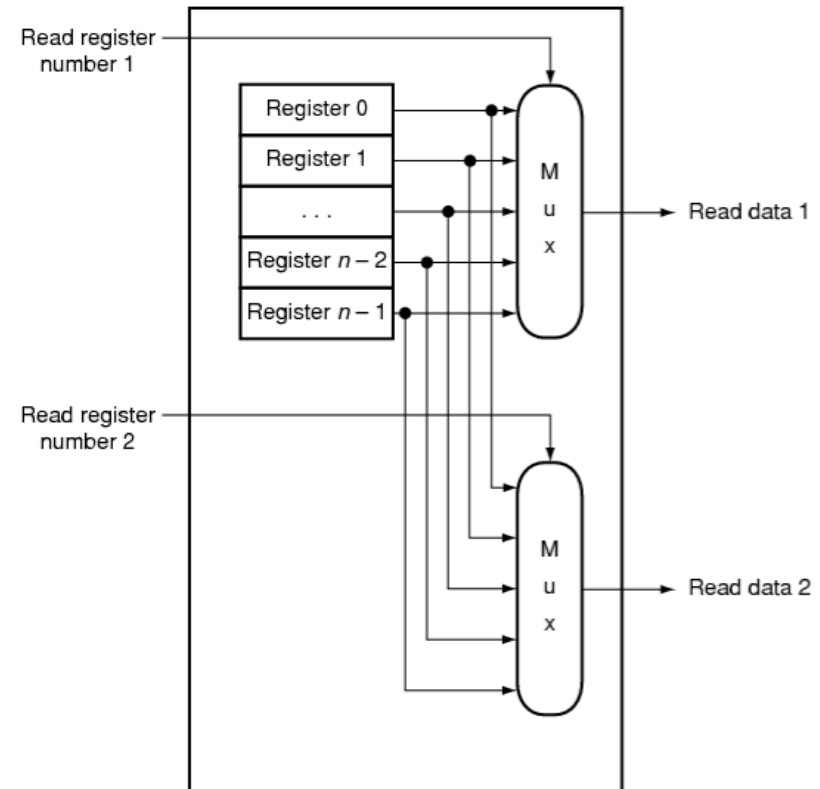 Read register
number 1
Register 0
Register 1
. . .
Register n – 2
Register n – 1
M
u
x
Read data 1
Read register
number 2
M
u
x
Read data 2